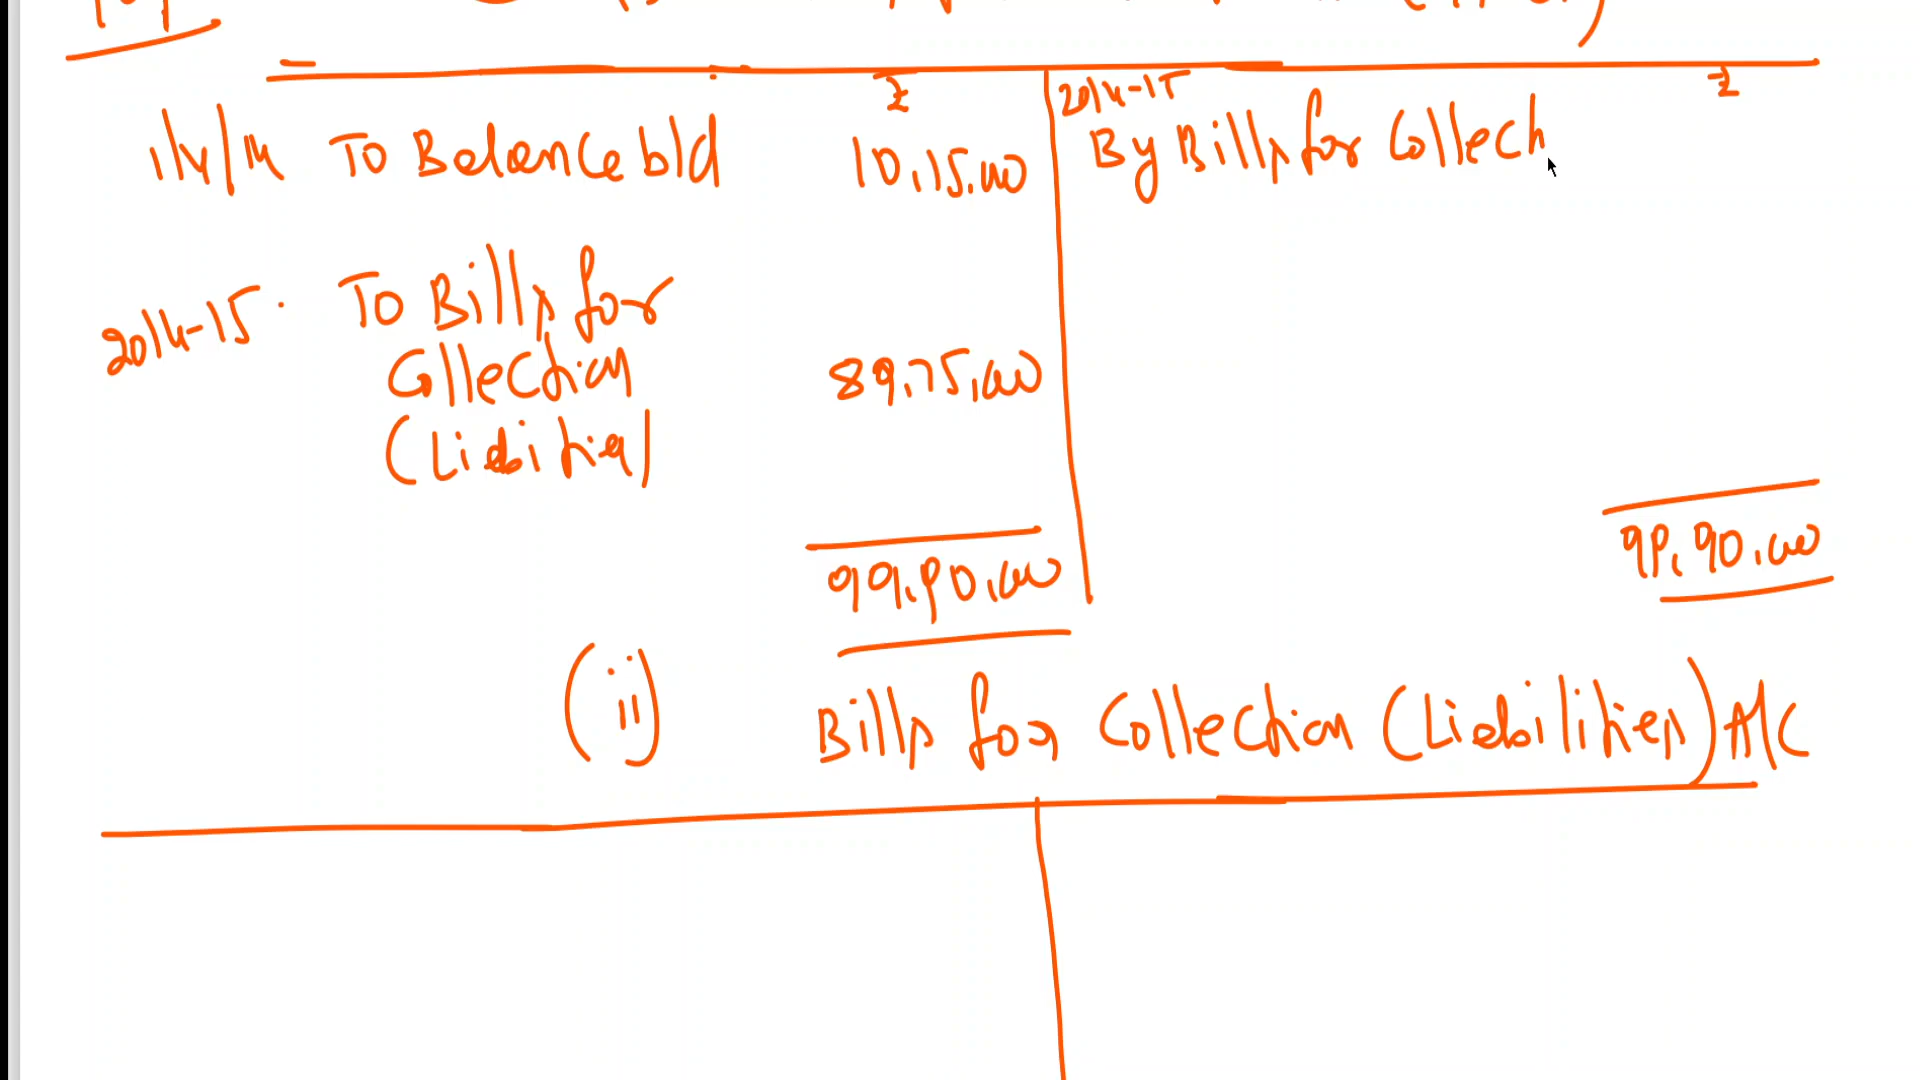 ₹ 2014-15 ₹
1/4/14 To Balance b/d 10,15,000 By Bills for Collecti
2014-15. To Bills for
Collection 89,75,000
(Liabilities)
99,90,000 99,90,000
(ii) Bills for Collection (Liabilities) A/C